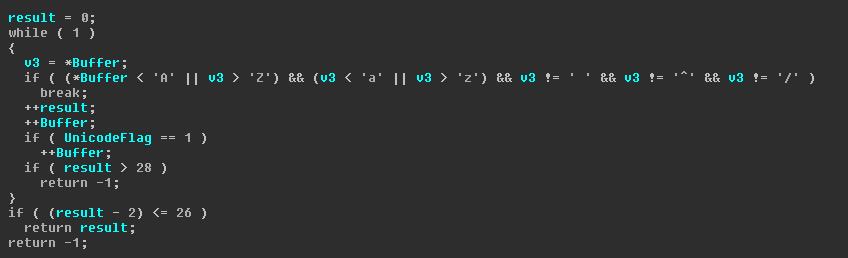 result = 0;
while ( 1 )
{
  v3 = *Buffer;
  if ( (*Buffer < 'A' || v3 > 'Z') && (v3 < 'a' || v3 > 'z') && v3 != ' ' && v3 != '^' && v3 != '/' )
    break;
  ++result;
  ++Buffer;
  if ( UnicodeFlag == 1 )
    ++Buffer;
  if ( result > 28 )
    return -1;
}
if ( (result - 2) <= 26 )
  return result;
return -1;